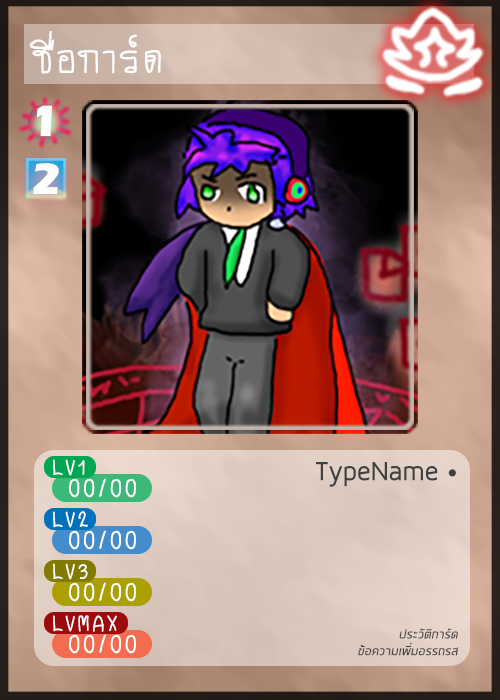 ชื่อการ์ด
1
2
TypeName •
LV1
00/00
LV2
00/00
LV3
00/00
LVMAX
00/00
ประวัติการ์ด
ข้อความเพิ่มอรรถรส